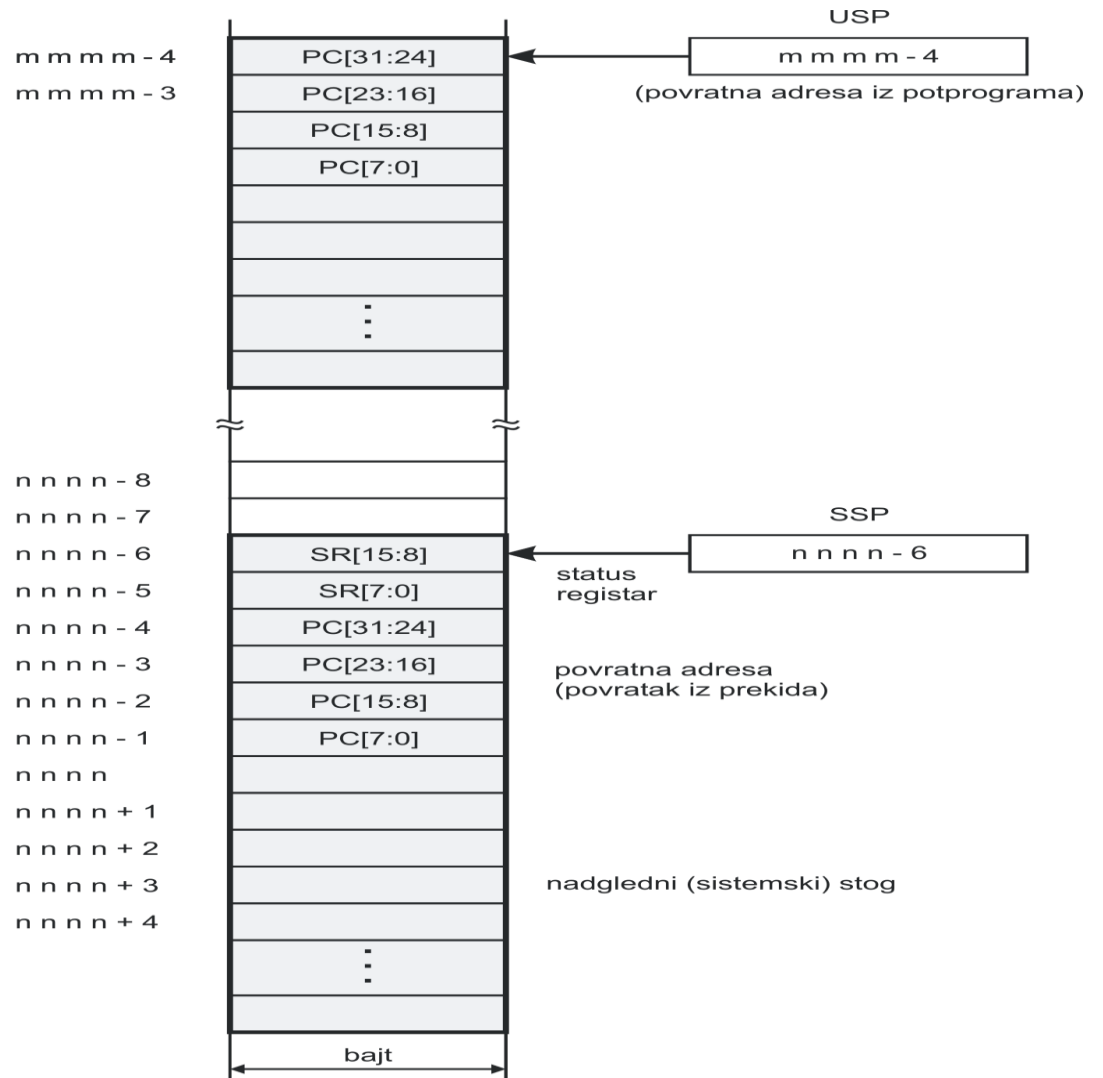 USP
m m m m - 4 PC[31:24] m m m m - 4
m m m m - 3 PC[23:16] (povratna adresa iz potprograma)
PC[15:8]
PC[7:0]
n n n n - 8
n n n n - 7 SSP
n n n n - 6 SR[15:8] n n n n - 6
status
n n n n - 5 SR[7:0] registar
n n n n - 4 PC[31:24]
n n n n - 3 PC[23:16] povratna adresa
(povratak iz prekida)
n n n n - 2 PC[15:8]
n n n n - 1 PC[7:0]
n n n n
n n n n + 1
n n n n + 2
n n n n + 3 nadgledni (sistemski) stog
n n n n + 4
bajt